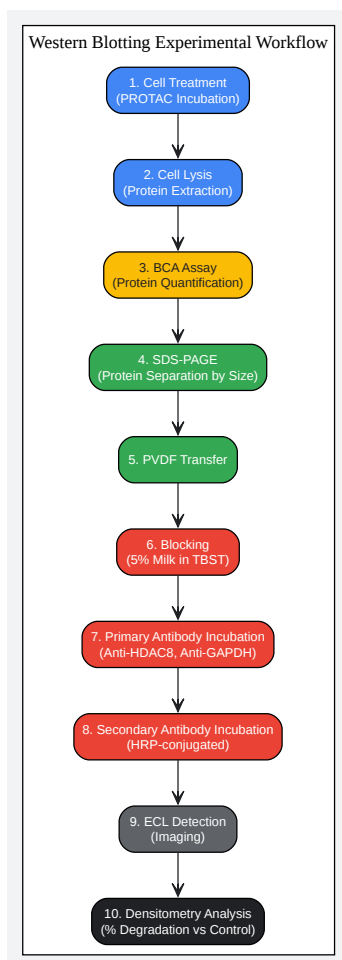 Western Blotting Experimental Workflow
1. Cell Treatment
(PROTAC Incubation)
2. Cell Lysis
(Protein Extraction)
3. BCA Assay
(Protein Quantification)
4. SDS-PAGE
(Protein Separation by Size)
5. PVDF Transfer
6. Blocking
(5% Milk in TBST)
7. Primary Antibody Incubation
(Anti-HDAC8, Anti-GAPDH)
8. Secondary Antibody Incubation
(HRP-conjugated)
9. ECL Detection
(Imaging)
10. Densitometry Analysis
(% Degradation vs Control)